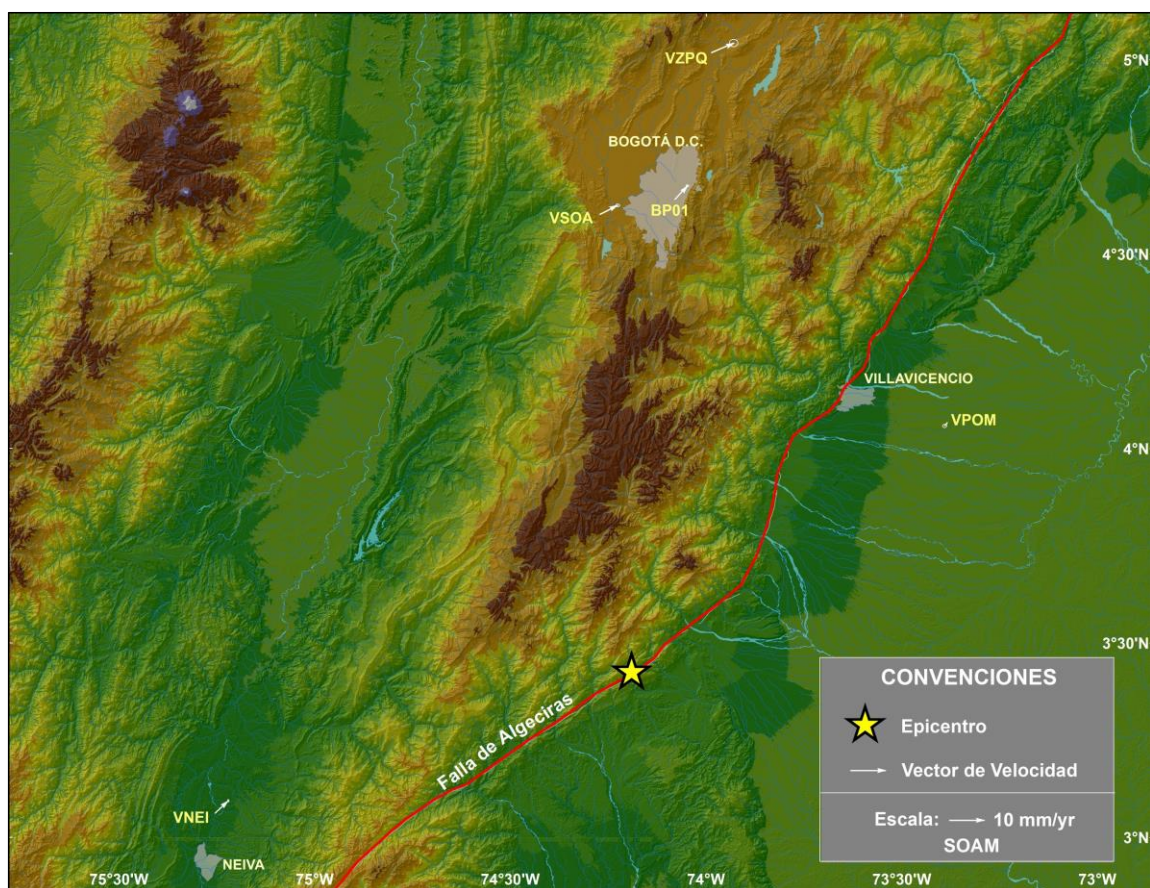 VZPQ
5°N
BOGOTÁ D.C.
VSOA
BP01
4°30'N
VILLAVICENCIO
VPOM
4°N
3°30'N
CONVENCIONES
Epicentro
Vector de Velocidad
Escala: 10 mm/yr
SOAM
Falla de Algeciras
VNEI
NEIVA
3°N
75°30'W
75°W
74°30'W
74°W
73°30'W
73°W